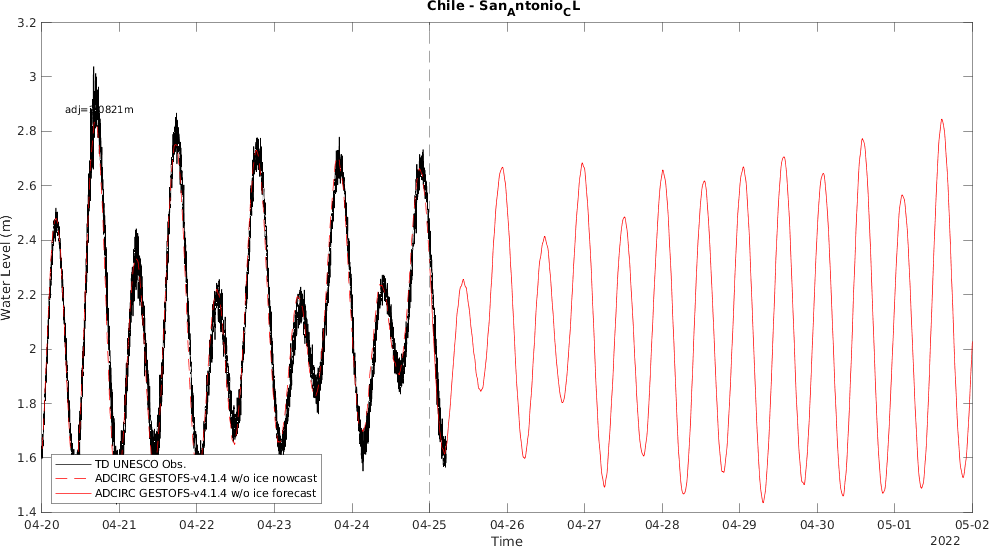 Chile - SanAntonioCL
3.2
3
2.8
2.6
2.4
2.2
2
1.8
1.6
1.4
Water Level (m)
TD UNESCO Obs.
ADCIRC GESTOFS-v4.1.4 w/o ice nowcast
ADCIRC GESTOFS-v4.1.4 w/o ice forecast
04-20 04-21 04-22 04-23 04-24 04-25 04-26 04-27 04-28 04-29 04-30 05-01 05-02
Time
2022